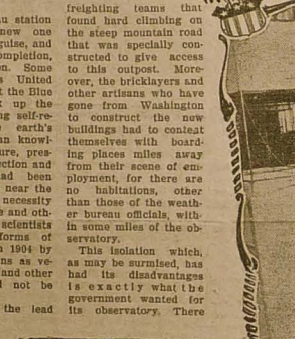 u station
new one
guise, and
ompletion,
n. Some
s United
t the Blue
k up the
ng self-re-
e earth's
an knowl-
ure, pres-
ection and
ad been
near the
necessity
e and oth-
scientists
forms of
n 1904 by
ns as ve-
and other
d not be
the lead
freighting teams that
found hard climbing on
the steep mountain road
that was specially con-
structed to give access
to this outpost. More-
over, the bricklayers and
other artisans who have
gone from Washington
to construct the new
buildings had to content
themselves with board-
ing places miles away
from their scene of em-
ployment, for there are
no habitations, other
than those of the weath-
er bureau officials, with-
in some miles of the ob-
servatory.
This isolation which,
as may be surmised, has
had its disadvantages
is exactly what the
government wanted for
its observatory. There